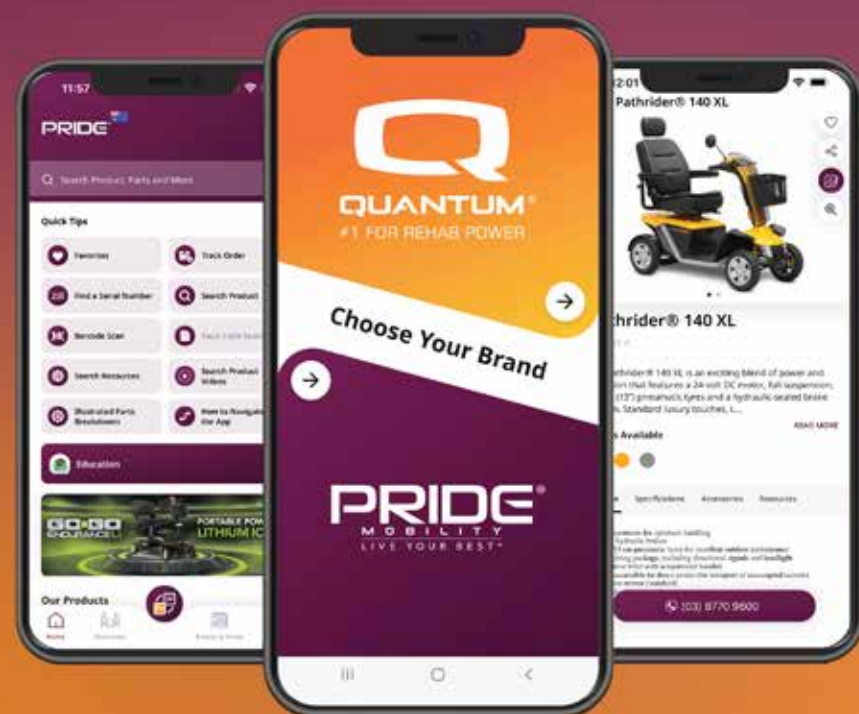 11:57
PRIDE
Search Product, Parts and More
Quick Tips
Favorites
Track Order
Find a Serial Number
Search Product
Barcode Scan
Search Resources
Search Product
Videos
Illustrated Parts
Breakdowns
How to Navigate
the App
Education
GO·GO
ENDURANCE Li
PORTABLE POW
LITHIUM IC
Our Products
Home
QUANTUM®
#1 FOR REHAB POWER
Choose Your Brand
PRIDE®
MOBILITY
LIVE YOUR BEST®
2:01
Pathrider® 140 XL
thrider® 140 XL
thrider® 140 XL is an exciting blend of power and
on that features a 24 volt DC motor, full suspension,
(13") pneumatic tyres and a hydraulic sealed brake
Standard luxury touches, L...
READ MORE
s Available
Specifications
Accessories
Resources
(03) 8770 9600